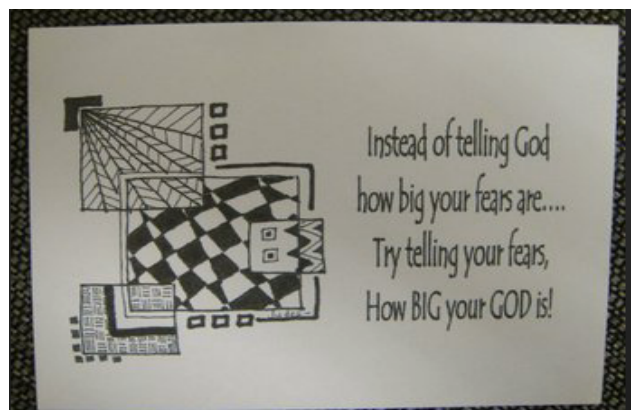 Instead of telling God
how big your fears are....
Try telling your fears,
How BIG your GOD is!